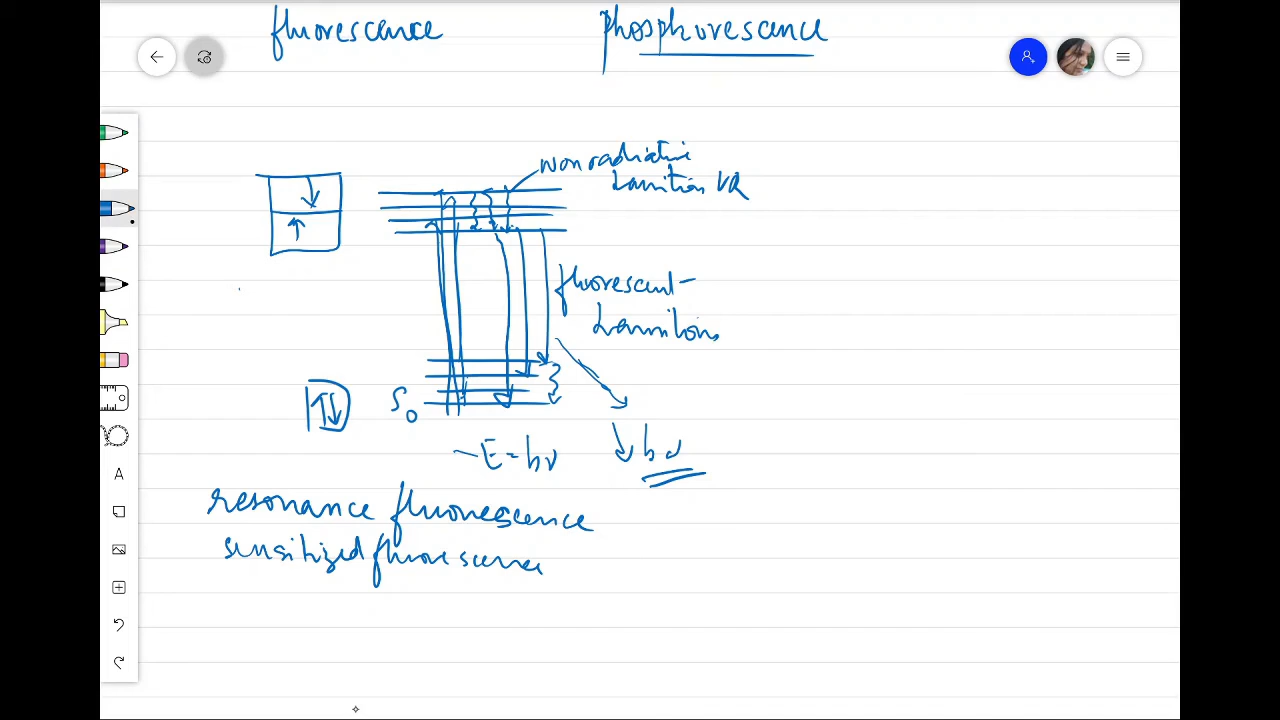 fluorescence phosphorescence
non radiative
transition VR
fluorescent
transitions
S0
E = hν
↓ hν
resonance fluorescence
sensitized fluorescence
A